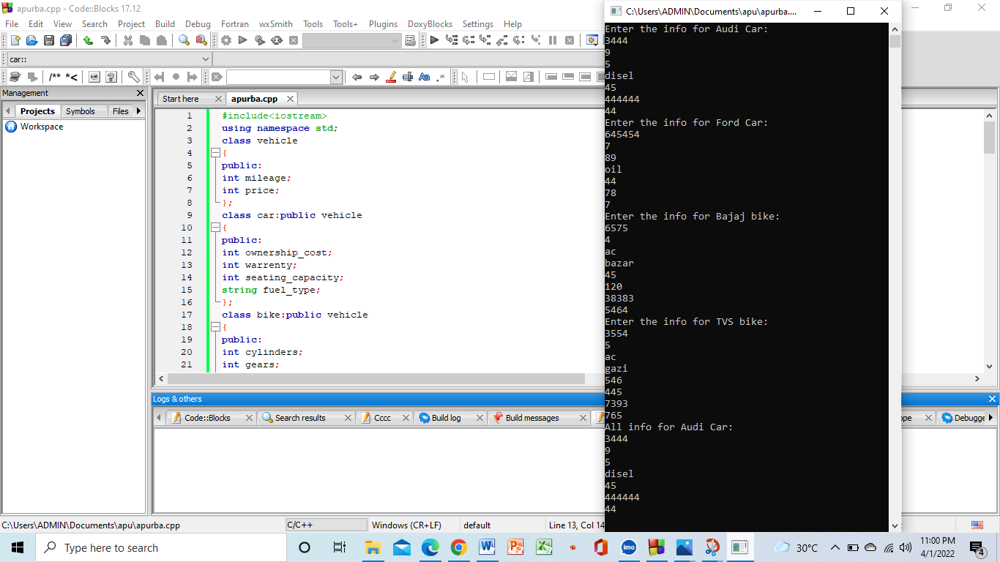 apurba.cpp - Code::Blocks 17.12
File Edit View Search Project Build Debug Fortran wxSmith Tools Tools+ Plugins DoxyBlocks Settings Help
car::
/** *<
Aa .*
Management
Projects Symbols Files
Workspace
Start here apurba.cpp
1 #include<iostream>
2 using namespace std;
3 class vehicle
4 {
5 public:
6 int mileage;
7 int price;
8 };
9 class car:public vehicle
10 {
11 public:
12 int ownership_cost;
13 int warrenty;
14 int seating_capacity;
15 string fuel_type;
16 };
17 class bike:public vehicle
18 {
19 public:
20 int cylinders;
21 int gears;
Logs & others
Code::Blocks Search results Cccc Build log Build messages Debugge
C:\Users\ADMIN\Documents\apu\apurba.cpp C/C++ Windows (CR+LF) default Line 13, Col 14
C:\Users\ADMIN\Documents\apu\apurba....
Enter the info for Audi Car:
3444
9
5
disel
45
444444
44
Enter the info for Ford Car:
645454
7
89
oil
44
78
7
Enter the info for Bajaj bike:
6575
4
ac
bazar
45
120
38383
5464
Enter the info for TVS bike:
3554
5
ac
gazi
546
445
7393
765
All info for Audi Car:
3444
9
5
disel
45
444444
44
Type here to search
imo
30°C
11:00 PM
4/1/2022
4